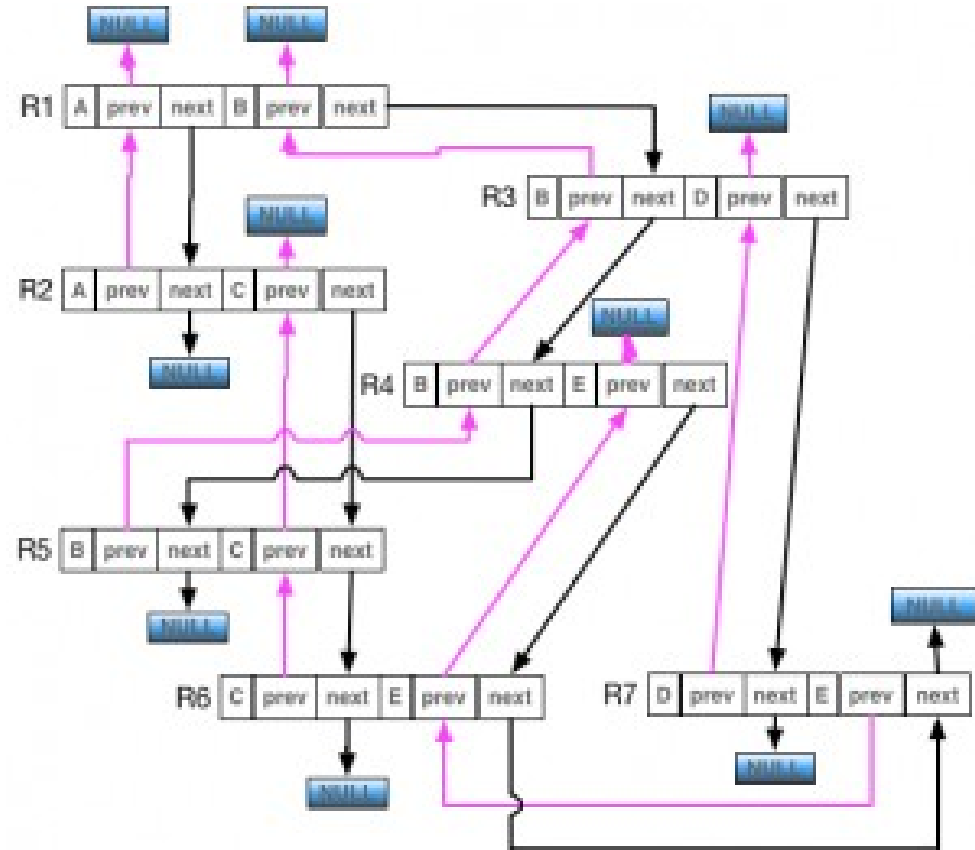 NULL NULL
R1 A prev next B prev next
NULL
R3 B prev next D prev next
NULL
R2 A prev next C prev next
NULL
NULL
R4 B prev next E prev next
R5 B prev next C prev next
NULL
NULL
R6 C prev next E prev next
R7 D prev next E prev next
NULL
NULL